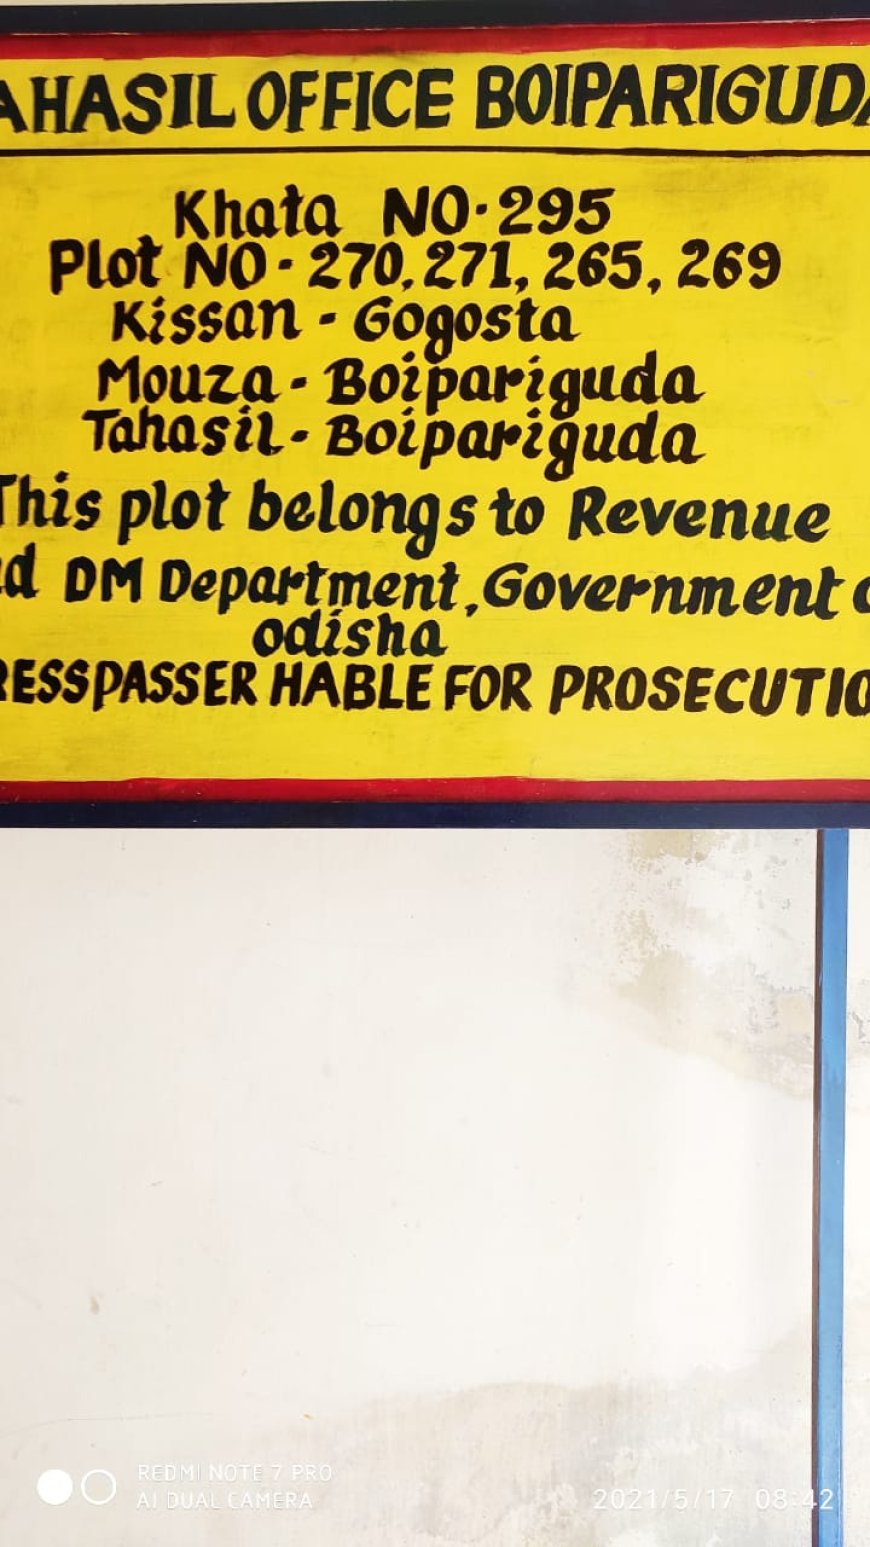 AHASIL OFFICE BOIPARIGUDA
Khata NO·295
Plot NO - 270, 271, 265, 269
Kissan - Gogosta
Mouza - Boipariguda
Tahasil - Boipariguda
This plot belongs to Revenue
d DM Department, Government o
odisha
RESSPASSER HABLE FOR PROSECUTIO
REDMI NOTE 7 PRO
AI DUAL CAMERA
2021/5/17 08:42